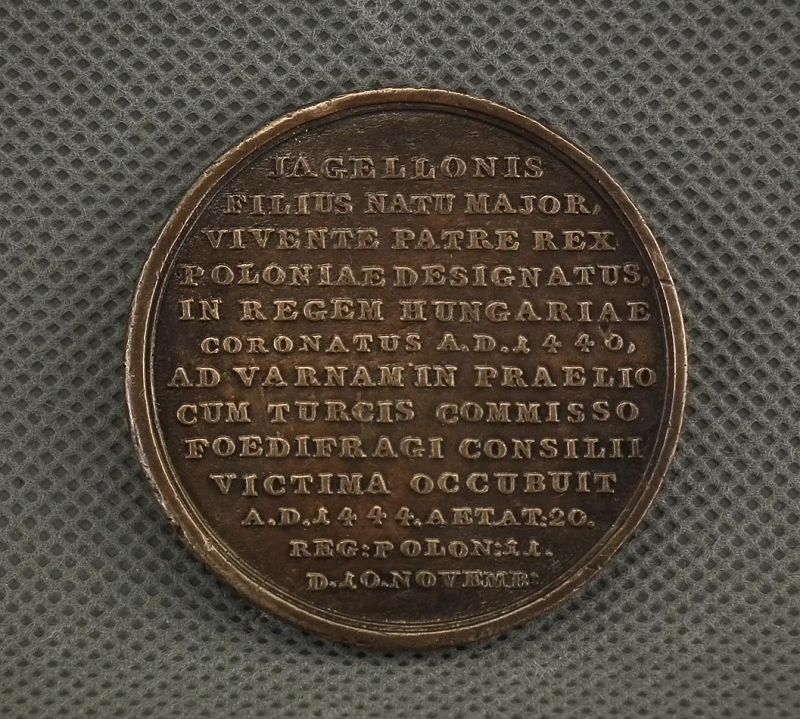 JAGELLONIS
FILIUS NATU MAJOR,
VIVENTE PATRE REX
POLONIAE DESIGNATUS,
IN REGEM HUNGARIAE
CORONATUS A.D.1440,
AD VARNAM IN PRAELIO
CUM TURCIS COMMISSO
FOEDIFRAGI CONSILII
VICTIMA OCCUBUIT
A.D.1444.AETAT:20.
REG:POLON:11.
D.10.NOVEMB: